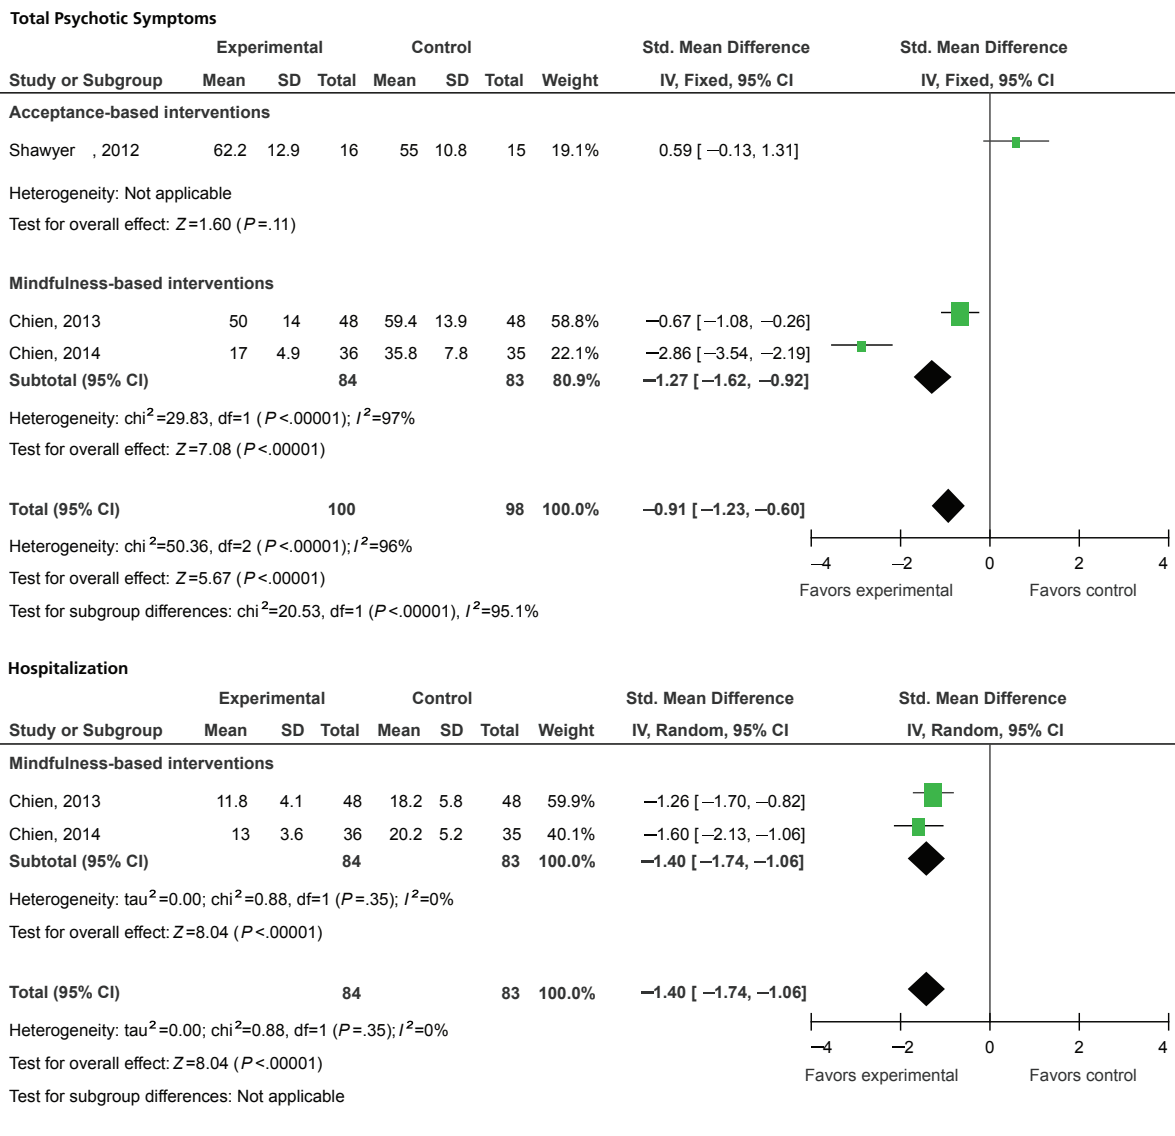 Total Psychotic Symptoms
Experimental Control Std. Mean Difference Std. Mean Difference
Study or Subgroup Mean SD Total Mean SD Total Weight IV, Fixed, 95% CI IV, Fixed, 95% CI
Acceptance-based interventions
Shawyer , 2012 62.2 12.9 16 55 10.8 15 19.1% 0.59 [ −0.13, 1.31]
Heterogeneity: Not applicable
Test for overall effect: Z=1.60 (P=.11)
Mindfulness-based interventions
Chien, 2013 50 14 48 59.4 13.9 48 58.8% −0.67 [−1.08, −0.26]
Chien, 2014 17 4.9 36 35.8 7.8 35 22.1% −2.86 [−3.54, −2.19]
Subtotal (95% CI) 84 83 80.9% −1.27 [−1.62, −0.92]
Heterogeneity: chi²=29.83, df=1 (P<.00001); I²=97%
Test for overall effect: Z=7.08 (P<.00001)
Total (95% CI) 100 98 100.0% −0.91 [−1.23, −0.60]
Heterogeneity: chi²=50.36, df=2 (P<.00001); I²=96%
Test for overall effect: Z=5.67 (P<.00001)
Test for subgroup differences: chi²=20.53, df=1 (P<.00001), I²=95.1%
−4 −2 0 2 4
Favors experimental Favors control
Hospitalization
Experimental Control Std. Mean Difference Std. Mean Difference
Study or Subgroup Mean SD Total Mean SD Total Weight IV, Random, 95% CI IV, Random, 95% CI
Mindfulness-based interventions
Chien, 2013 11.8 4.1 48 18.2 5.8 48 59.9% −1.26 [−1.70, −0.82]
Chien, 2014 13 3.6 36 20.2 5.2 35 40.1% −1.60 [−2.13, −1.06]
Subtotal (95% CI) 84 83 100.0% −1.40 [−1.74, −1.06]
Heterogeneity: tau²=0.00; chi²=0.88, df=1 (P=.35); I²=0%
Test for overall effect: Z=8.04 (P<.00001)
Total (95% CI) 84 83 100.0% −1.40 [ −1.74, −1.06]
Heterogeneity: tau²=0.00; chi²=0.88, df=1 (P=.35); I²=0%
Test for overall effect: Z=8.04 (P<.00001)
Test for subgroup differences: Not applicable
−4 −2 0 2 4
Favors experimental Favors control